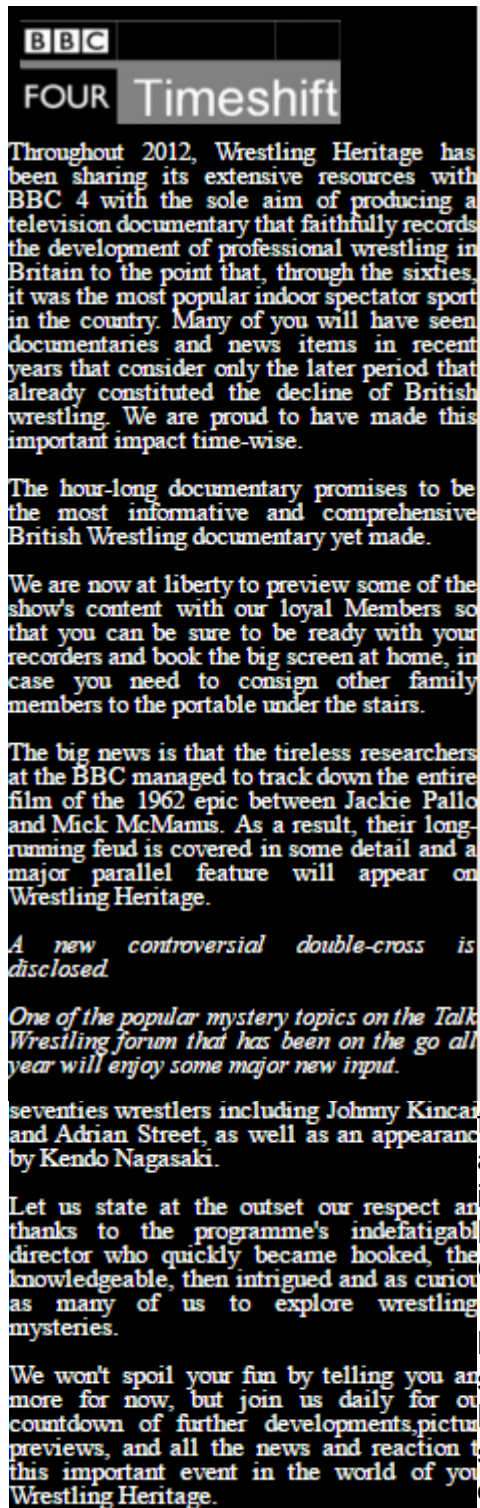 BBC
FOUR Timeshift
Throughout 2012, Wrestling Heritage has
been sharing its extensive resources with
BBC 4 with the sole aim of producing a
television documentary that faithfully records
the development of professional wrestling in
Britain to the point that, through the sixties,
it was the most popular indoor spectator sport
in the country. Many of you will have seen
documentaries and news items in recent
years that consider only the later period that
already constituted the decline of British
wrestling. We are proud to have made this
important impact time-wise.
The hour-long documentary promises to be
the most informative and comprehensive
British Wrestling documentary yet made.
We are now at liberty to preview some of the
show's content with our loyal Members so
that you can be sure to be ready with your
recorders and book the big screen at home, in
case you need to consign other family
members to the portable under the stairs.
The big news is that the tireless researchers
at the BBC managed to track down the entire
film of the 1962 epic between Jackie Pallo
and Mick McManus. As a result, their long-
running feud is covered in some detail and a
major parallel feature will appear on
Wrestling Heritage.
A new controversial double-cross is
disclosed.
One of the popular mystery topics on the Talk
Wrestling forum that has been on the go all
year will enjoy some major new input.
seventies wrestlers including Johnny Kincai
and Adrian Street, as well as an appearanc
by Kendo Nagasaki.
Let us state at the outset our respect an
thanks to the programme's indefatigabl
director who quickly became hooked, the
knowledgeable, then intrigued and as curiou
as many of us to explore wrestling
mysteries.
We won't spoil your fun by telling you an
more for now, but join us daily for ou
countdown of further developments,pictur
previews, and all the news and reaction t
this important event in the world of you
Wrestling Heritage.